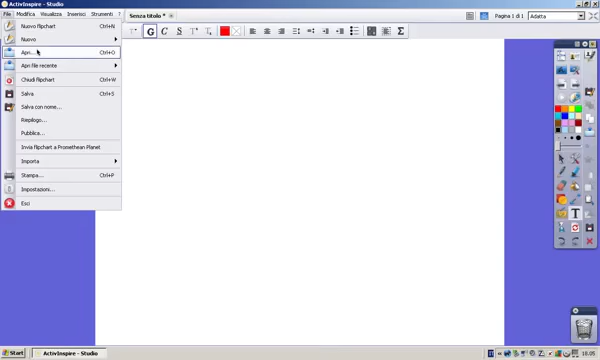 ActivInspire - Studio
File Modifica Visualizza Inserisci Strumenti ?
Senza titolo *
Pagina 1 di 1
Adatta
Nuovo flipchart Ctrl+N
Nuovo
Apri... Ctrl+O
Apri file recente
Chiudi flipchart Ctrl+W
Salva Ctrl+S
Salva con nome...
Riepilogo...
Pubblica...
Invia flipchart a Promethean Planet
Importa
Stampa... Ctrl+P
Impostazioni...
Esci
G C S T T T Σ
T
Start
ActivInspire - Studio
IT
18.05